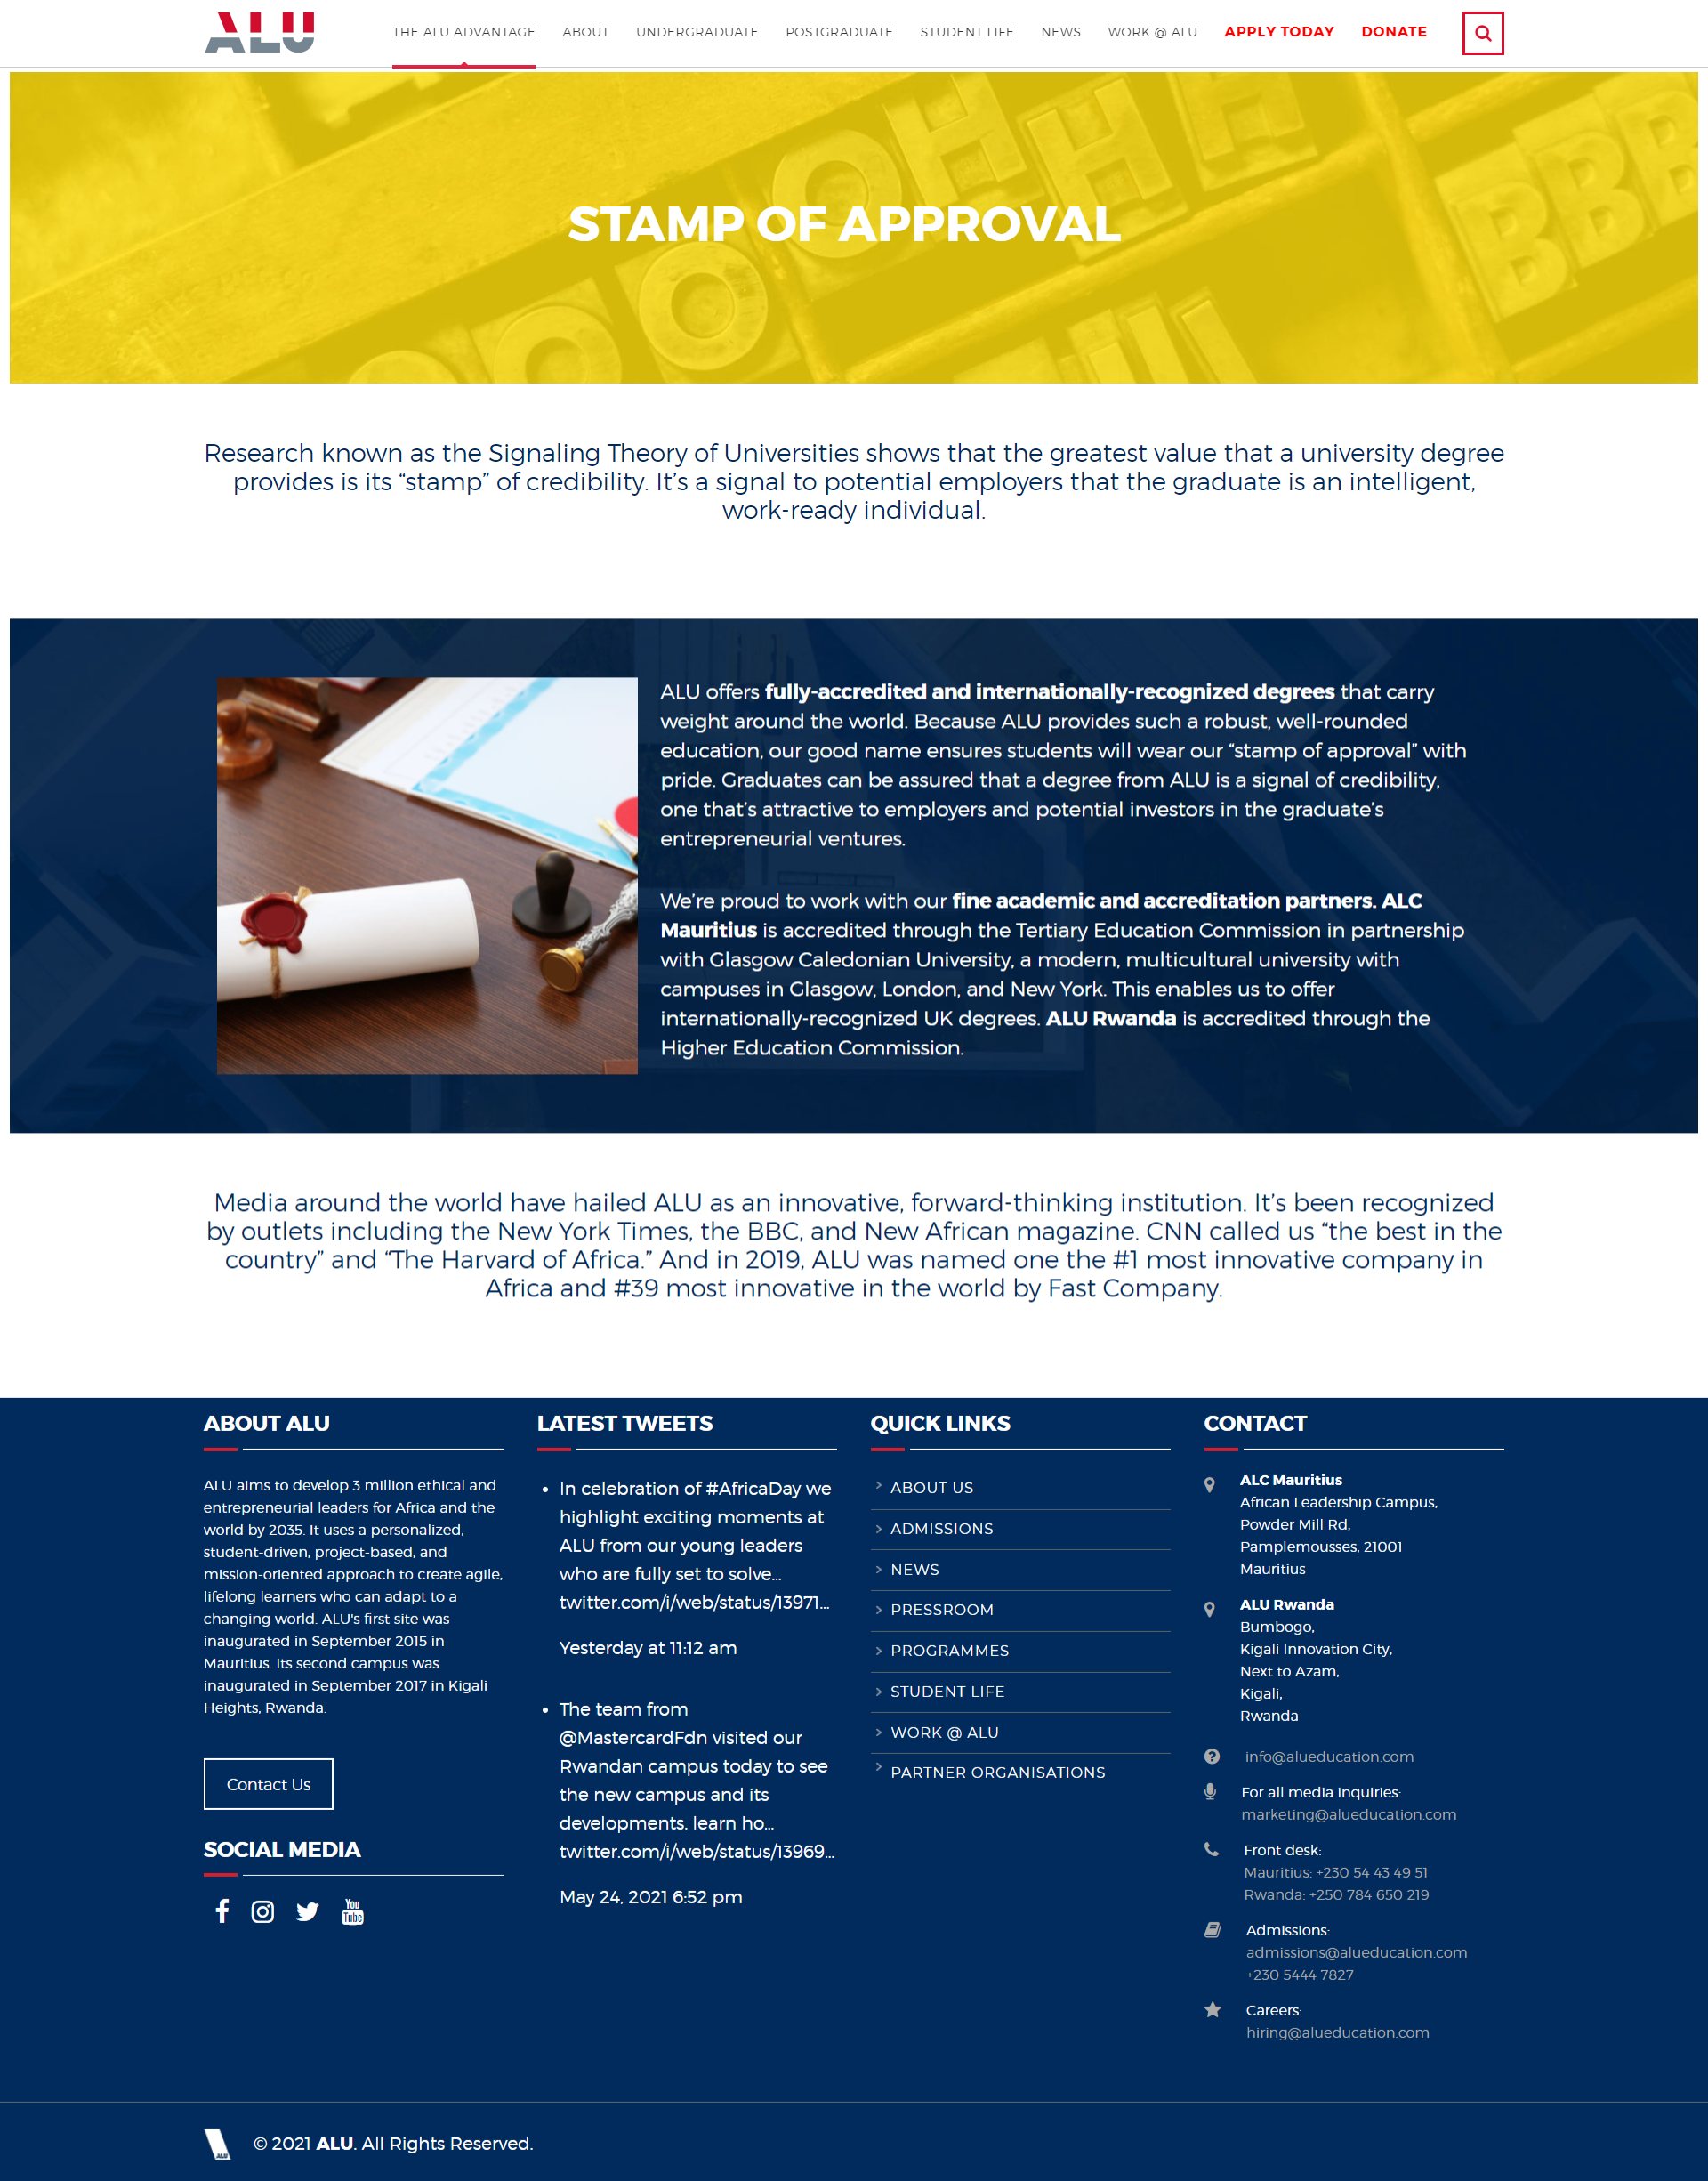 ALU
THE ALU ADVANTAGE
ABOUT
UNDERGRADUATE
POSTGRADUATE
STUDENT LIFE
NEWS
WORK @ ALU
APPLY TODAY
DONATE
STAMP OF APPROVAL
Research known as the Signaling Theory of Universities shows that the greatest value that a university degree
provides is its “stamp” of credibility. It’s a signal to potential employers that the graduate is an intelligent,
work-ready individual.
ALU offers fully-accredited and internationally-recognized degrees that carry
weight around the world. Because ALU provides such a robust, well-rounded
education, our good name ensures students will wear our “stamp of approval” with
pride. Graduates can be assured that a degree from ALU is a signal of credibility,
one that’s attractive to employers and potential investors in the graduate’s
entrepreneurial ventures.
We’re proud to work with our fine academic and accreditation partners. ALC
Mauritius is accredited through the Tertiary Education Commission in partnership
with Glasgow Caledonian University, a modern, multicultural university with
campuses in Glasgow, London, and New York. This enables us to offer
internationally-recognized UK degrees. ALU Rwanda is accredited through the
Higher Education Commission.
Media around the world have hailed ALU as an innovative, forward-thinking institution. It’s been recognized
by outlets including the New York Times, the BBC, and New African magazine. CNN called us “the best in the
country” and “The Harvard of Africa.” And in 2019, ALU was named one the #1 most innovative company in
Africa and #39 most innovative in the world by Fast Company.
ABOUT ALU
ALU aims to develop 3 million ethical and
entrepreneurial leaders for Africa and the
world by 2035. It uses a personalized,
student-driven, project-based, and
mission-oriented approach to create agile,
lifelong learners who can adapt to a
changing world. ALU's first site was
inaugurated in September 2015 in
Mauritius. Its second campus was
inaugurated in September 2017 in Kigali
Heights, Rwanda.
Contact Us
SOCIAL MEDIA
You
Tube
LATEST TWEETS
In celebration of #AfricaDay we
highlight exciting moments at
ALU from our young leaders
who are fully set to solve…
twitter.com/i/web/status/13971…
Yesterday at 11:12 am
The team from
@MastercardFdn visited our
Rwandan campus today to see
the new campus and its
developments, learn ho…
twitter.com/i/web/status/13969…
May 24, 2021 6:52 pm
QUICK LINKS
ABOUT US
ADMISSIONS
NEWS
PRESSROOM
PROGRAMMES
STUDENT LIFE
WORK @ ALU
PARTNER ORGANISATIONS
CONTACT
ALC Mauritius
African Leadership Campus,
Powder Mill Rd,
Pamplemousses, 21001
Mauritius
ALU Rwanda
Bumbogo,
Kigali Innovation City,
Next to Azam,
Kigali,
Rwanda
info@alueducation.com
For all media inquiries:
marketing@alueducation.com
Front desk:
Mauritius: +230 54 43 49 51
Rwanda: +250 784 650 219
Admissions:
admissions@alueducation.com
+230 5444 7827
Careers:
hiring@alueducation.com
ALU
© 2021 ALU. All Rights Reserved.